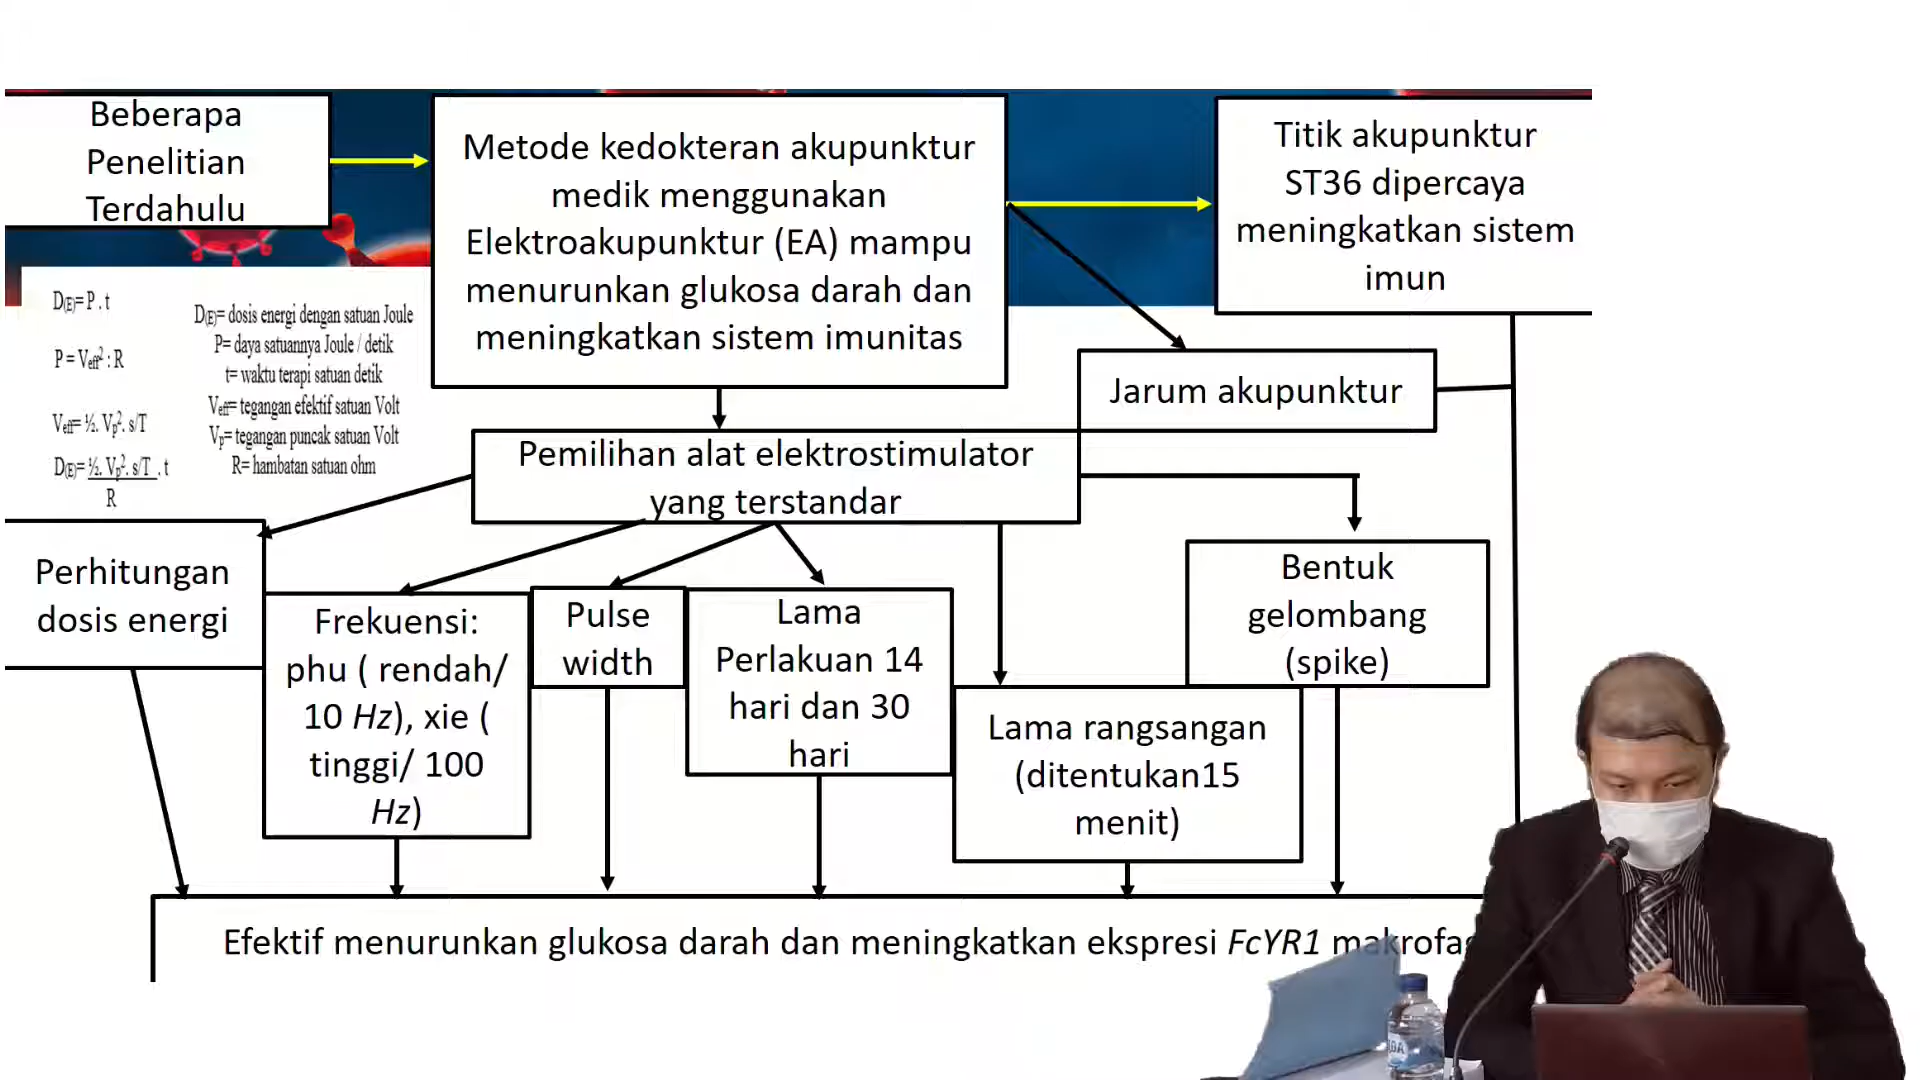 Beberapa
Penelitian
Terdahulu
Metode kedokteran akupunktur
medik menggunakan
Elektroakupunktur (EA) mampu
menurunkan glukosa darah dan
meningkatkan sistem imunitas
Titik akupunktur
ST36 dipercaya
meningkatkan sistem
imun
D(E)= P . t
P = Veff² : R
Veff= ½. Vp². s/T
D(E)= ½. Vp². s/T . t
R
D(E)= dosis energi dengan satuan Joule
P= daya satuannya Joule / detik
t= waktu terapi satuan detik
Veff= tegangan efektif satuan Volt
Vp= tegangan puncak satuan Volt
R= hambatan satuan ohm
Jarum akupunktur
Pemilihan alat elektrostimulator
yang terstandar
Perhitungan
dosis energi
Frekuensi:
phu ( rendah/
10 Hz), xie (
tinggi/ 100
Hz)
Pulse
width
Lama
Perlakuan 14
hari dan 30
hari
Lama rangsangan
(ditentukan15
menit)
Bentuk
gelombang
(spike)
Efektif menurunkan glukosa darah dan meningkatkan ekspresi FcYR1